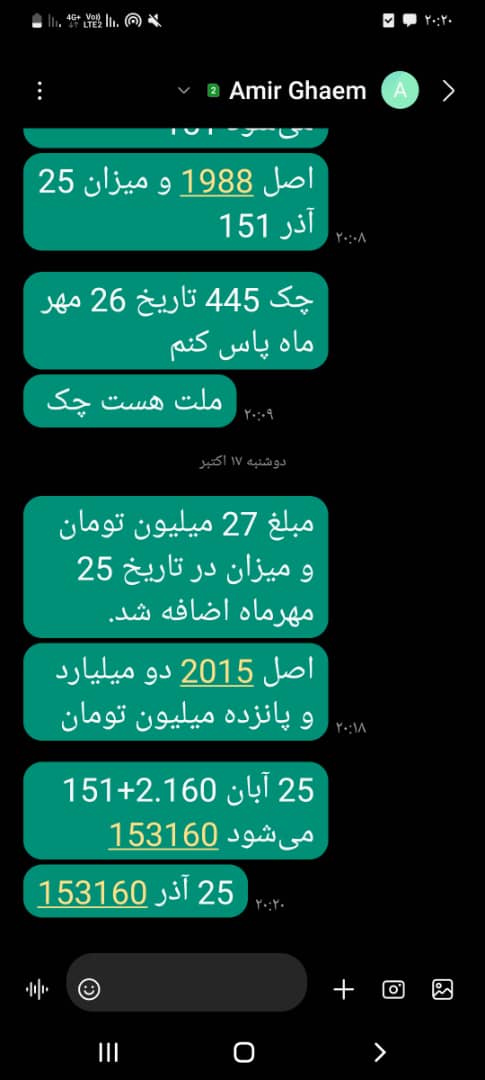 ۲۰:۲۰
4G+ Vo))
LTE2
2 Amir Ghaem
A
می‌شود 151
اصل 1988 و میزان 25
آذر 151
۲۰:۰۸
چک 445 تاریخ 26 مهر
ماه پاس کنم
ملت هست چک
۲۰:۰۹
دوشنبه ۱۷ اکتبر
مبلغ 27 میلیون تومان
و میزان در تاریخ 25
مهرماه اضافه شد.
اصل 2015 دو میلیارد
و پانزده میلیون تومان
۲۰:۱۸
25 آبان 2.160+151
می‌شود 153160
25 آذر 153160
۲۰:۲۰